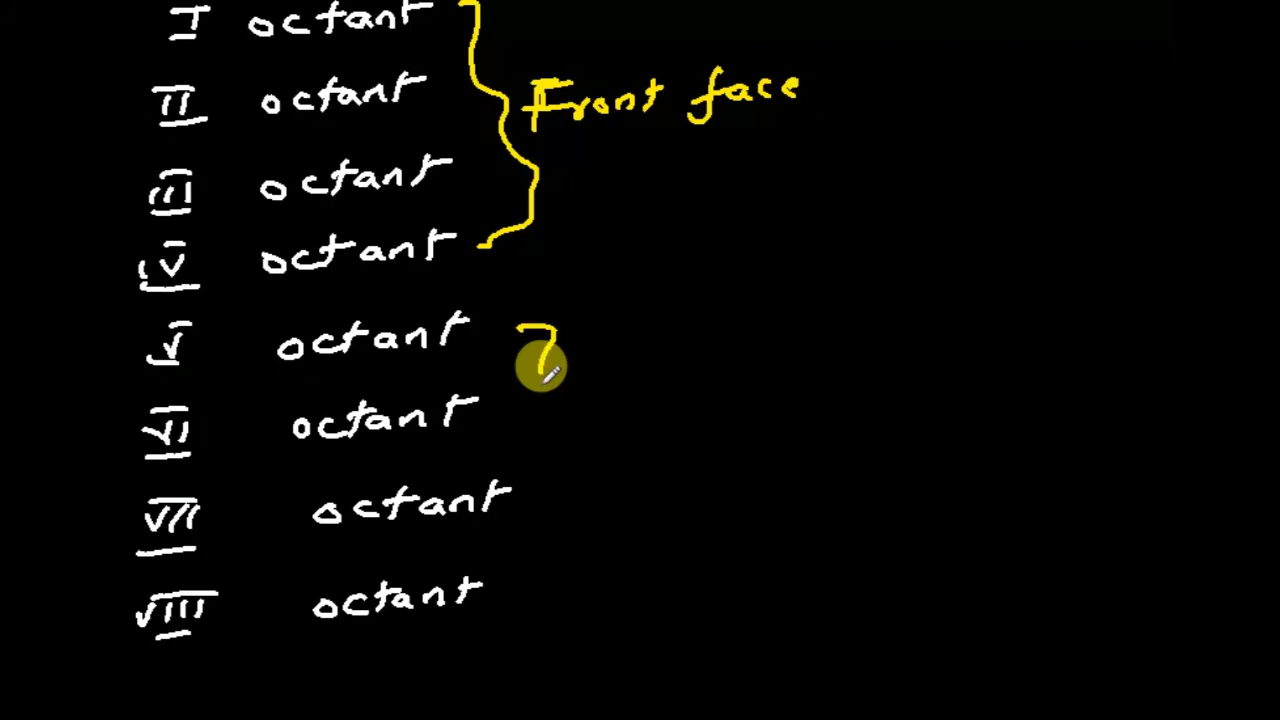 I octant
II octant Front face
III octant
IV octant
V octant
VI octant
VII octant
VIII octant